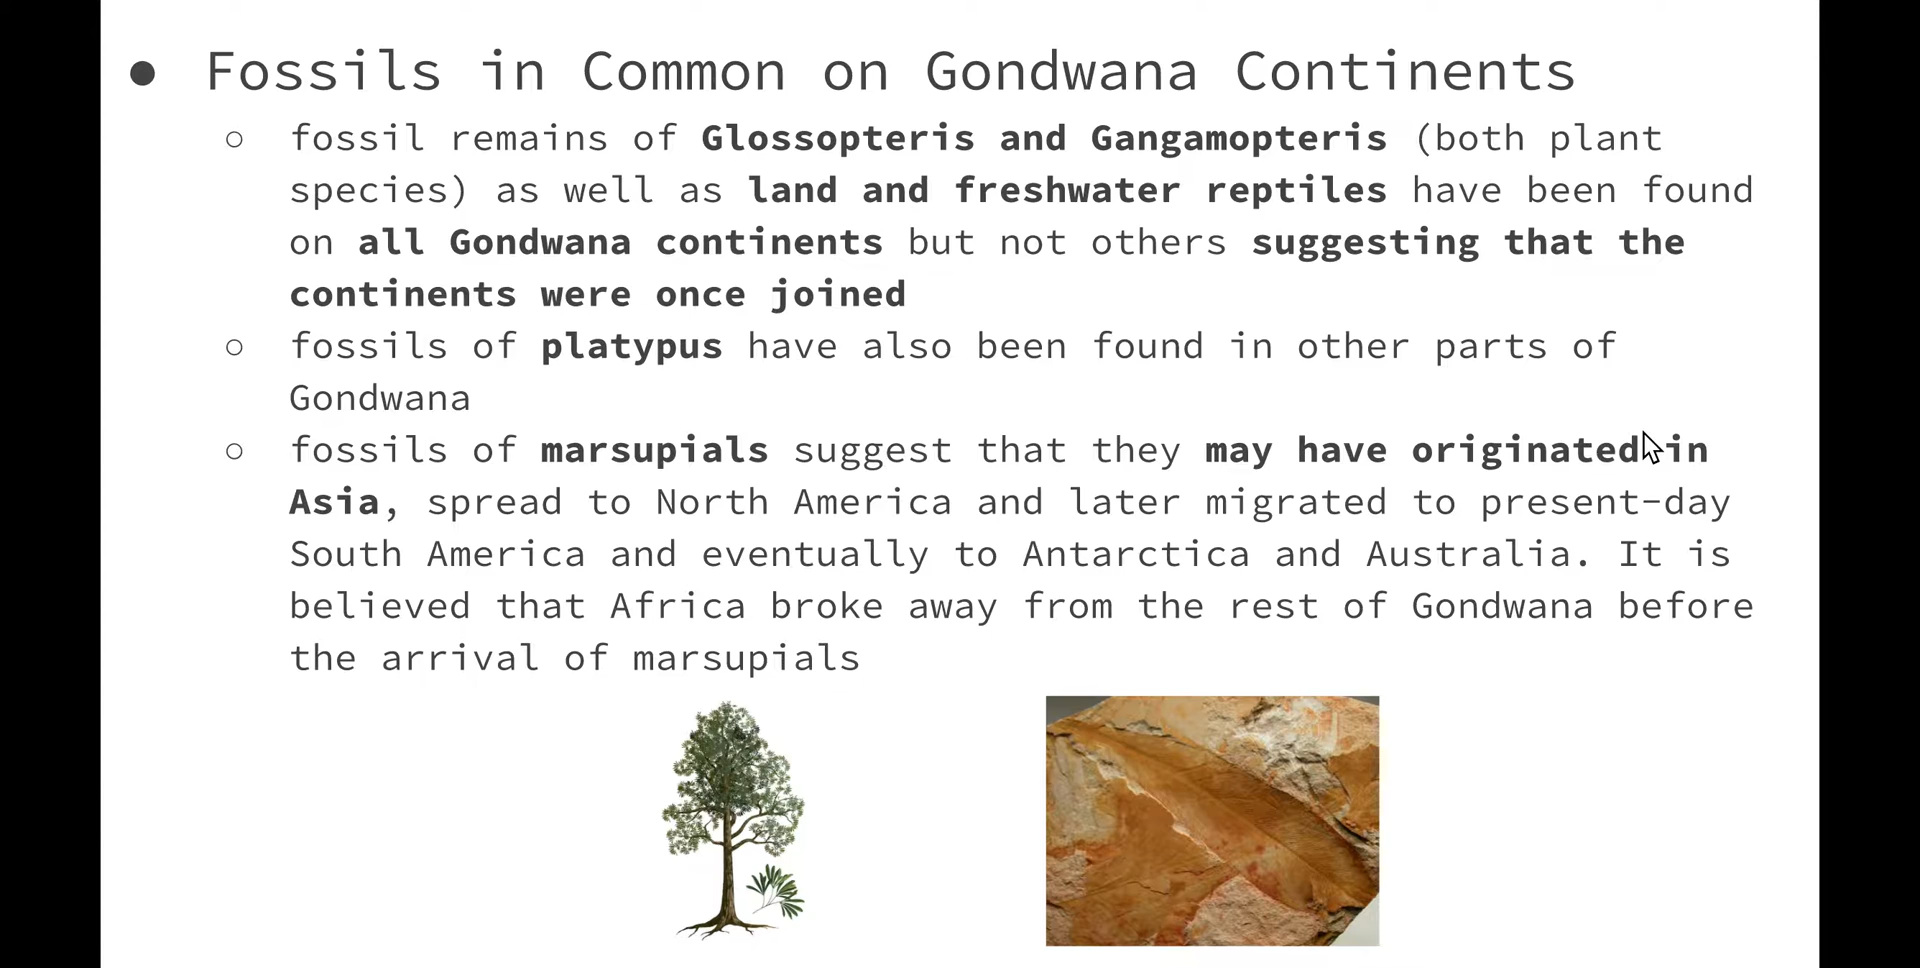 ● Fossils in Common on Gondwana Continents
○ fossil remains of Glossopteris and Gangamopteris (both plant
species) as well as land and freshwater reptiles have been found
on all Gondwana continents but not others suggesting that the
continents were once joined
○ fossils of platypus have also been found in other parts of
Gondwana
○ fossils of marsupials suggest that they may have originated in
Asia, spread to North America and later migrated to present-day
South America and eventually to Antarctica and Australia. It is
believed that Africa broke away from the rest of Gondwana before
the arrival of marsupials